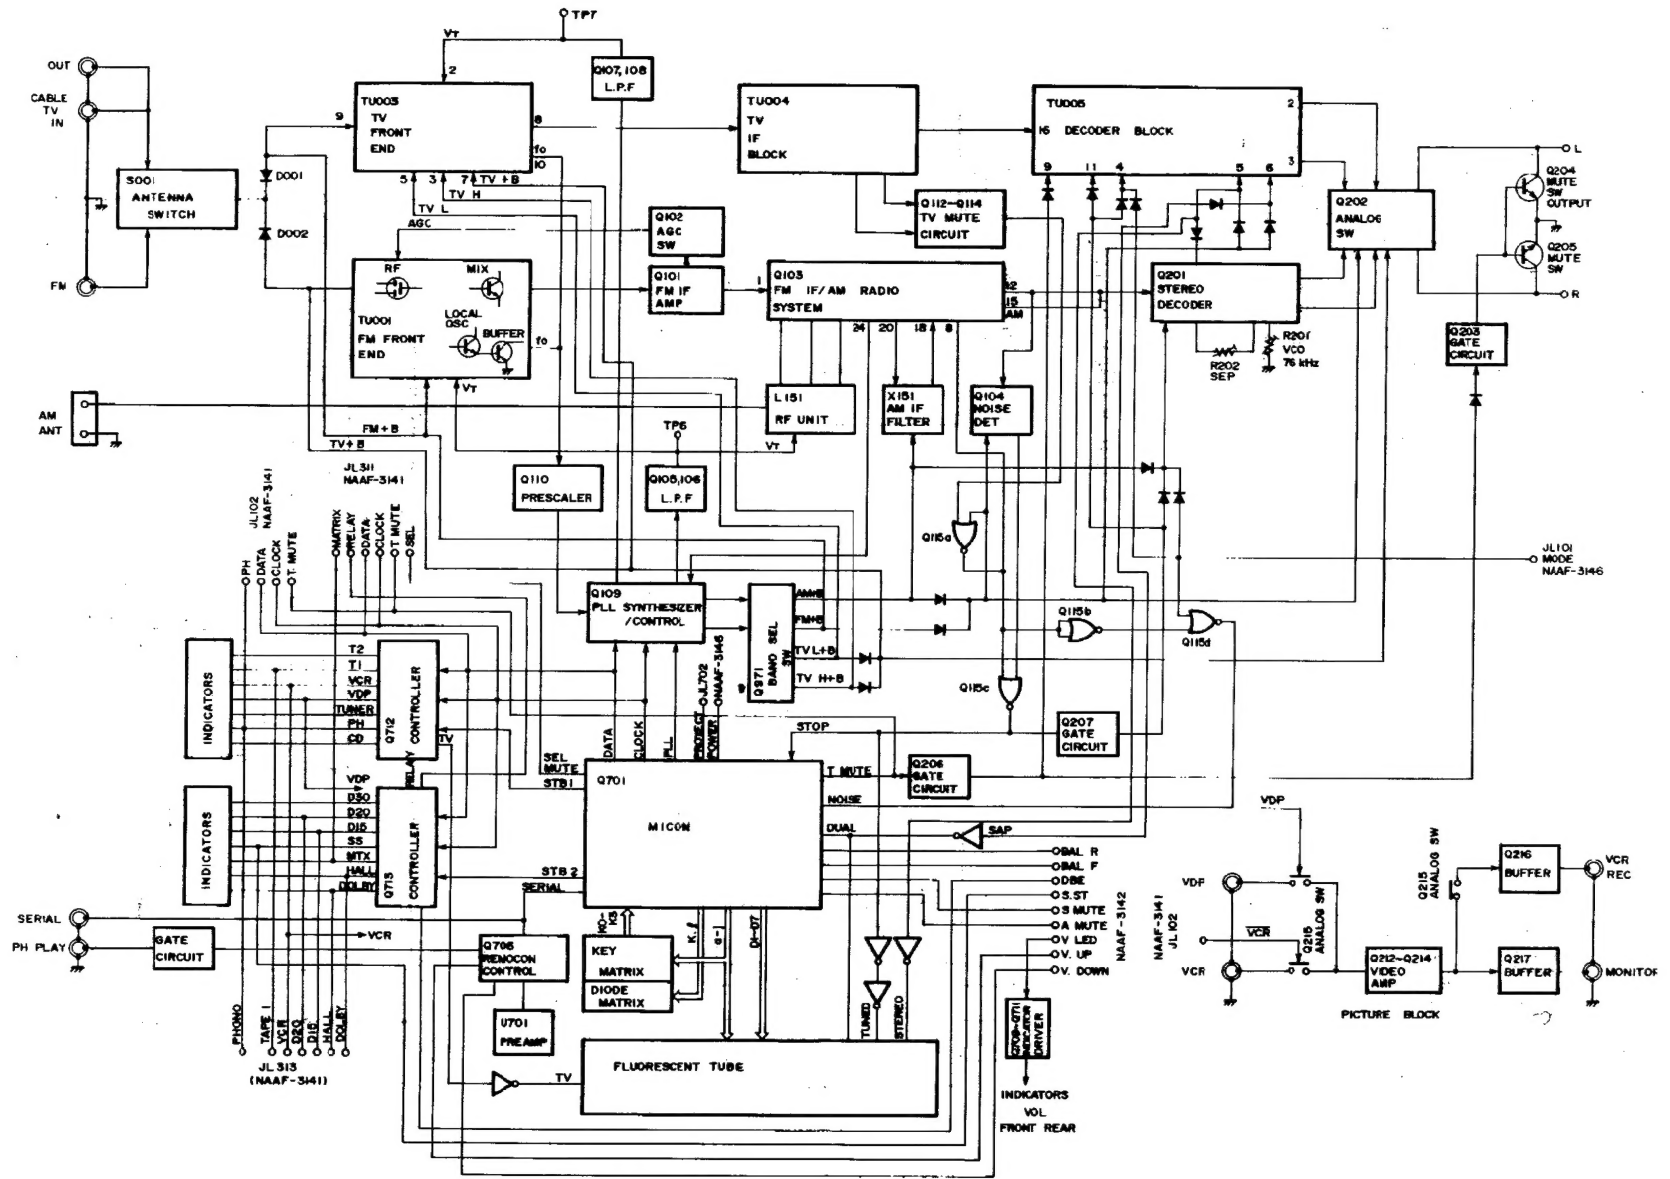 TP7
VT
2
OUT
CABLE
TV
IN
FM
S001
ANTENNA
SWITCH
D001
D002
9
TU003
TV
FRONT
END
8
fo
10
5
3
7
TV+B
TV H
TV L
AGC
Q107, 108
L.P.F
TU004
TV
IF
BLOCK
TU005
16 DECODER BLOCK
2
3
9
11
4
5
6
L
R
Q204
MUTE
SW
OUTPUT
Q205
MUTE
SW
Q202
ANALOG
SW
Q112~Q114
TV MUTE
CIRCUIT
Q102
AGC
SW
Q101
FM IF
AMP
RF
MIX
LOCAL
OSC
BUFFER
TU001
FM FRONT
END
fo
VT
1
Q103
FM IF/AM RADIO
SYSTEM
12
15
AM
24
20
18
8
Q201
STEREO
DECODER
R201
VCO
76 kHz
R202
SEP
Q203
GATE
CIRCUIT
AM
ANT
FM+B
TV+B
L151
RF UNIT
VT
TP6
X151
AM IF
FILTER
Q104
NOISE
DET
Q110
PRESCALER
Q105,106
L.P.F
JL311
NAAF-3141
JL102
NAAF-3141
PH
DATA
CLOCK
T. MUTE
MATRIX
RELAY
DATA
CLOCK
T MUTE
SEL
Q115a
JL101
MODE
NAAF-3146
Q109
PLL SYNTHESIZER
/CONTROL
Q971
BAND SEL
SW
AM+B
FM+B
TV L+B
TV H+B
Q115b
Q115d
Q115c
INDICATORS
T2
T1
VCR
VDP
TUNER
PH
CD
Q712
CONTROLLER
TV
RELAY
DATA
CLOCK
PLL
PROTECT
POWER
JL702
NAAF-3146
STOP
Q207
GATE
CIRCUIT
SEL
MUTE
STB1
Q701
MICON
T MUTE
NOISE
DUAL
SAP
Q206
GATE
CIRCUIT
INDICATORS
VDP
D30
D20
D15
SS
MTX
HALL
DOLBY
Q713
CONTROLLER
STB 2
SERIAL
BAL R
BAL F
DBE
S.ST
S MUTE
A MUTE
V LED
V. UP
V. DOWN
NAAF-3142
NAAF-3141
JL102
VDP
VDP
VCR
VCR
Q215
ANALOG SW
Q215
ANALOG SW
Q216
BUFFER
VCR
REC
Q212~Q214
VIDEO
AMP
Q217
BUFFER
MONITOR
PICTURE BLOCK
SERIAL
PH PLAY
GATE
CIRCUIT
VCR
K0~
K3
KEY
MATRIX
DIODE
MATRIX
a-j
D1-D7
REMOCON
CONTROL
U701
PREAMP
PHONO
TAPE 1
VCR
D20
D15
HALL
DOLBY
JL313
(NAAF-3141)
TV
FLUORESCENT TUBE
TUNED
STEREO
Q709~Q711
INDICATOR
DRIVER
INDICATORS
VOL
FRONT REAR